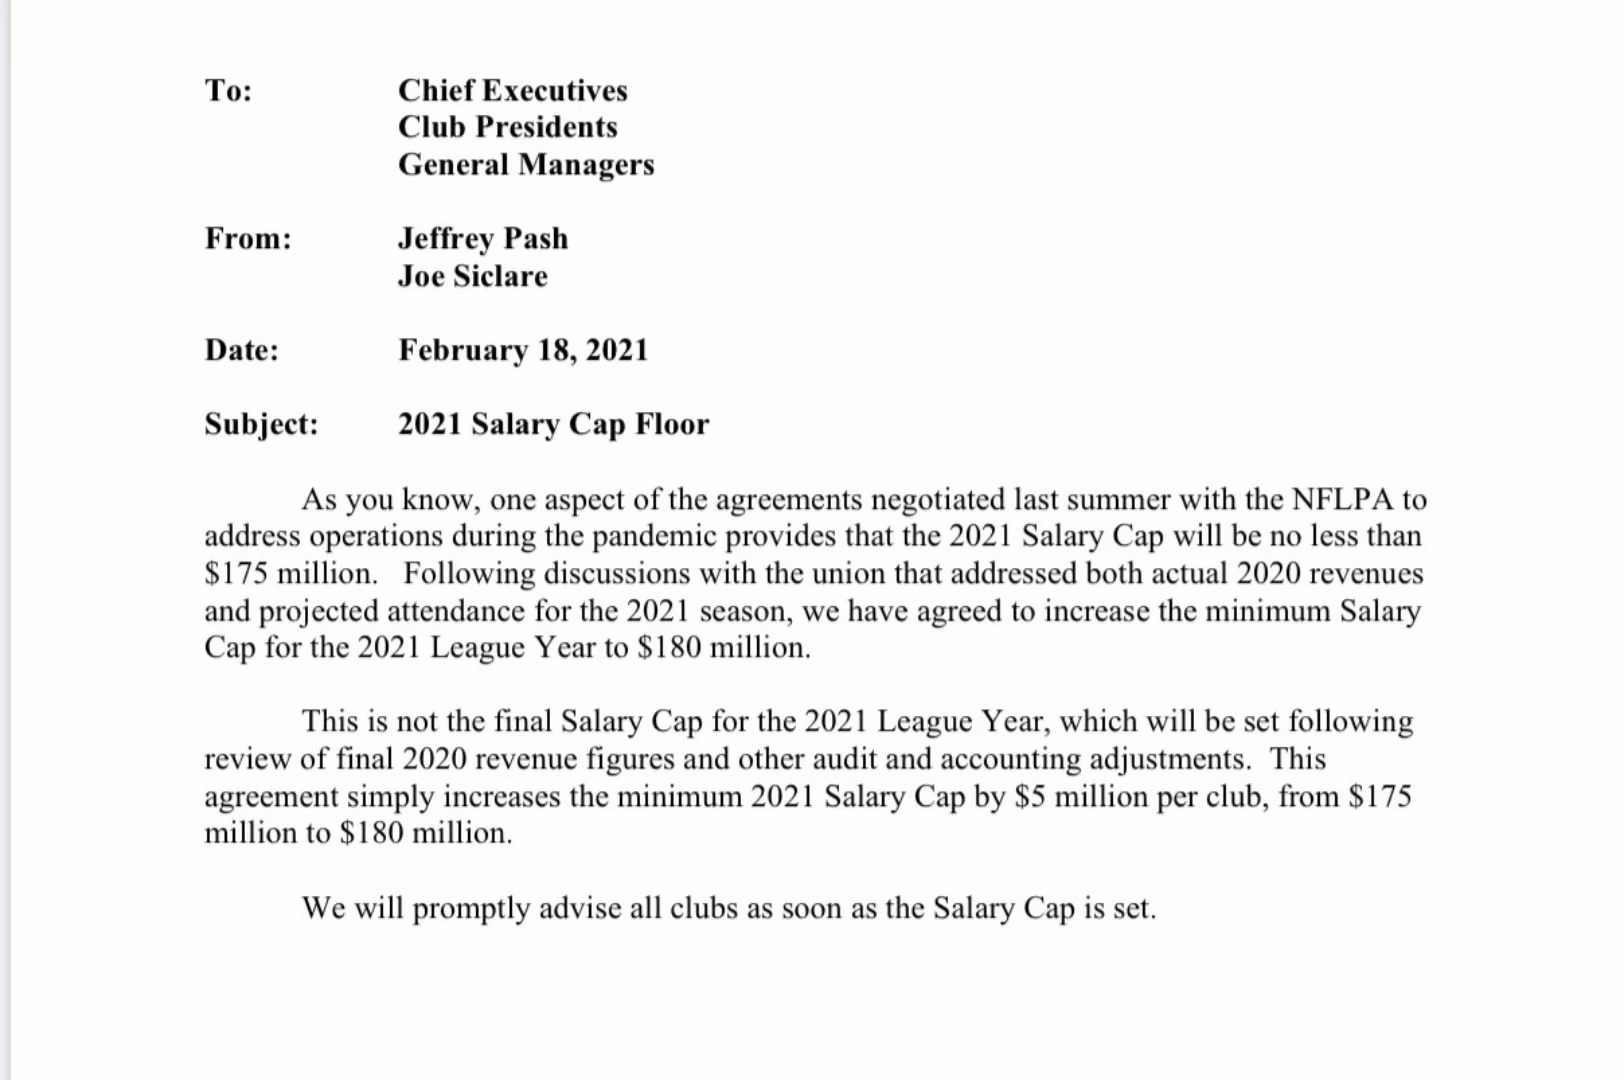 To: Chief Executives
Club Presidents
General Managers
From: Jeffrey Pash
Joe Siclare
Date: February 18, 2021
Subject: 2021 Salary Cap Floor
As you know, one aspect of the agreements negotiated last summer with the NFLPA to
address operations during the pandemic provides that the 2021 Salary Cap will be no less than
$175 million. Following discussions with the union that addressed both actual 2020 revenues
and projected attendance for the 2021 season, we have agreed to increase the minimum Salary
Cap for the 2021 League Year to $180 million.
This is not the final Salary Cap for the 2021 League Year, which will be set following
review of final 2020 revenue figures and other audit and accounting adjustments. This
agreement simply increases the minimum 2021 Salary Cap by $5 million per club, from $175
million to $180 million.
We will promptly advise all clubs as soon as the Salary Cap is set.